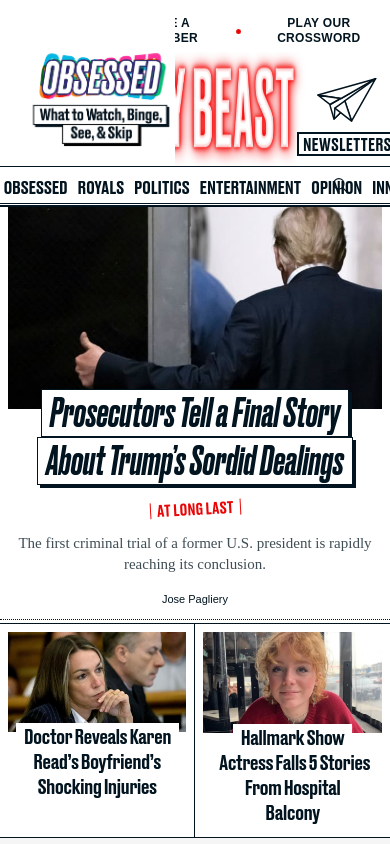 PLAY OUR
CROSSWORD
OBSESSED
What to Watch, Binge,
See, & Skip
Y BEAST
NEWSLETTERS
OBSESSED ROYALS POLITICS ENTERTAINMENT OPINION INN
Prosecutors Tell a Final Story
About Trump's Sordid Dealings
AT LONG LAST
The first criminal trial of a former U.S. president is rapidly
reaching its conclusion.
Jose Pagliery
Doctor Reveals Karen
Read's Boyfriend's
Shocking Injuries
Hallmark Show
Actress Falls 5 Stories
From Hospital
Balcony